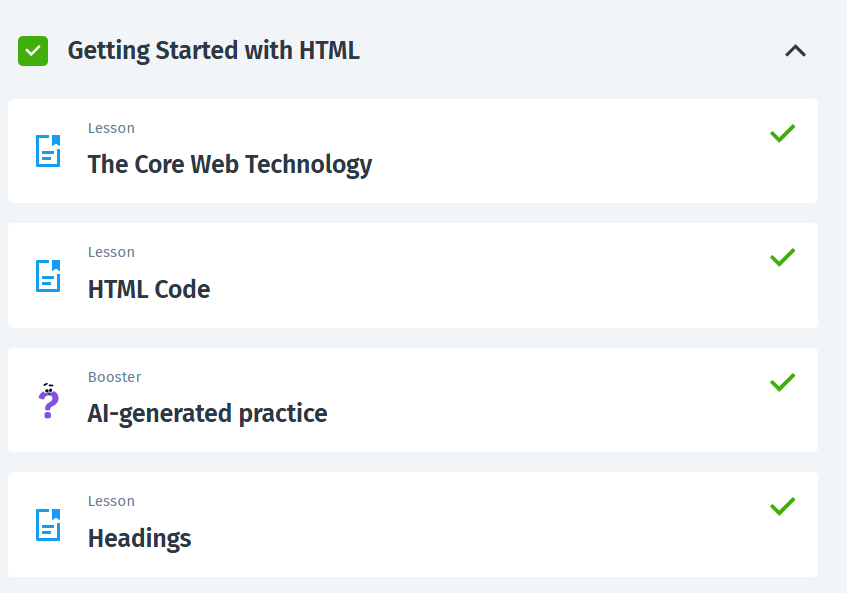 Getting Started with HTML
Lesson
The Core Web Technology
Lesson
HTML Code
Booster
AI-generated practice
Lesson
Headings